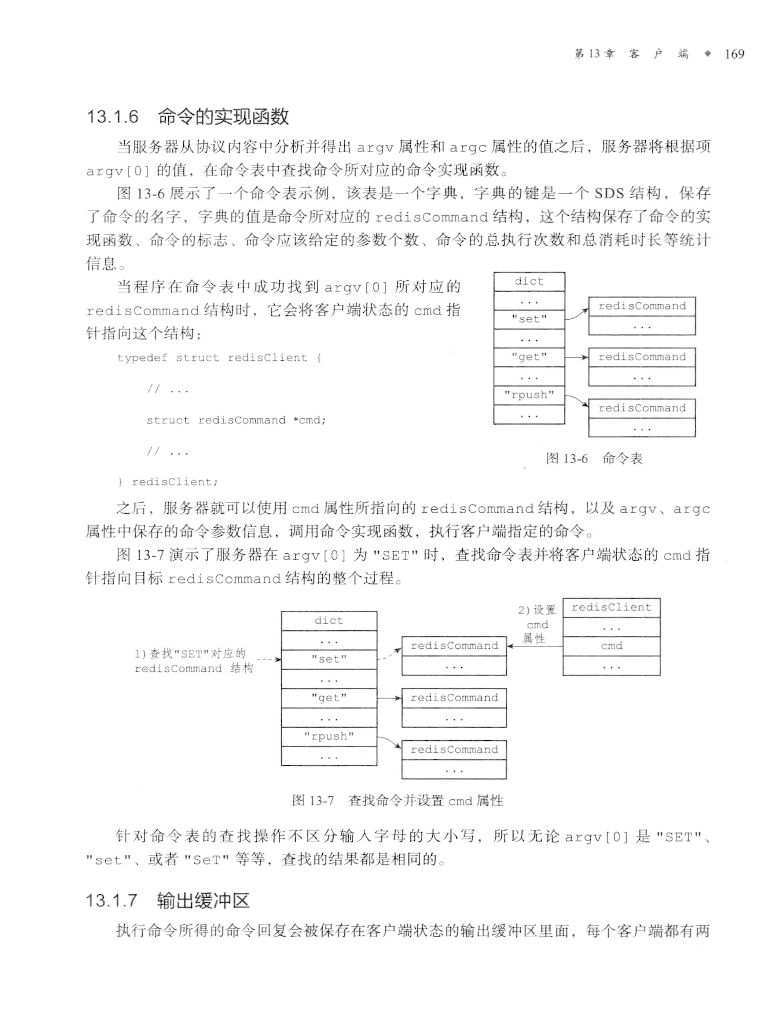 第13章 客 户 端 ◆ 169
13.1.6 命令的实现函数
当服务器从协议内容中分析并得出 argv 属性和 argc 属性的值之后，服务器将根据项
argv[0] 的值，在命令表中查找命令所对应的命令实现函数。
图 13-6 展示了一个命令表示例，该表是一个字典，字典的键是一个 SDS 结构，保存
了命令的名字，字典的值是命令所对应的 redisCommand 结构，这个结构保存了命令的实
现函数、命令的标志、命令应该给定的参数个数、命令的总执行次数和总消耗时长等统计
信息。
当程序在命令表中成功找到 argv[0] 所对应的
redisCommand 结构时，它会将客户端状态的 cmd 指
针指向这个结构：
typedef struct redisClient {
// ...
struct redisCommand *cmd;
// ...
} redisClient;
dict
...
"set"
...
"get"
...
"rpush"
...
redisCommand
...
redisCommand
...
redisCommand
...
图 13-6 命令表
之后，服务器就可以使用 cmd 属性所指向的 redisCommand 结构，以及 argv、argc
属性中保存的命令参数信息，调用命令实现函数，执行客户端指定的命令。
图 13-7 演示了服务器在 argv[0] 为 "SET" 时，查找命令表并将客户端状态的 cmd 指
针指向目标 redisCommand 结构的整个过程。
1)查找"SET"对应的
redisCommand 结构
dict
...
"set"
...
"get"
...
"rpush"
...
redisCommand
...
redisCommand
...
redisCommand
...
2)设置
cmd
属性
redisClient
...
cmd
...
图 13-7 查找命令并设置 cmd 属性
针对命令表的查找操作不区分输入字母的大小写，所以无论 argv[0] 是 "SET"、
"set"、或者 "SeT" 等等，查找的结果都是相同的。
13.1.7 输出缓冲区
执行命令所得的命令回复会被保存在客户端状态的输出缓冲区里面，每个客户端都有两